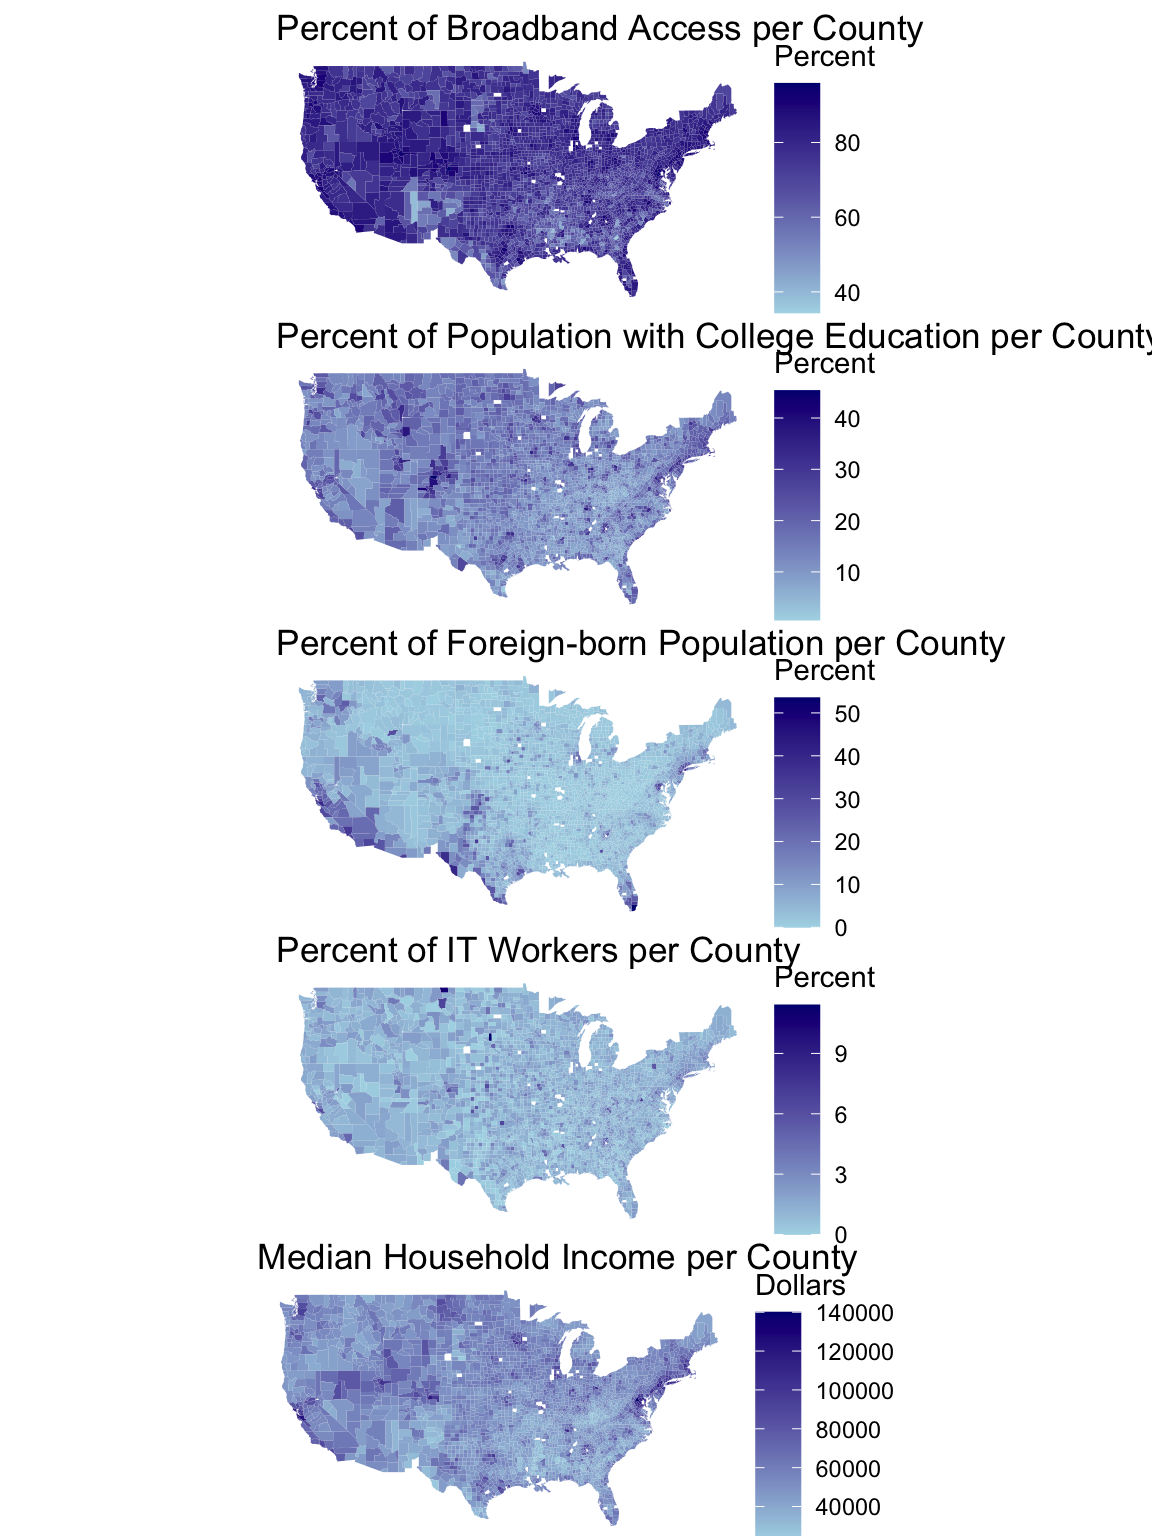 Percent of Broadband Access per County
Percent
80
60
40
Percent of Population with College Education per County
Percent
40
30
20
10
Percent of Foreign-born Population per County
Percent
50
40
30
20
10
0
Percent of IT Workers per County
Percent
9
6
3
0
Median Household Income per County
Dollars
140000
120000
100000
80000
60000
40000